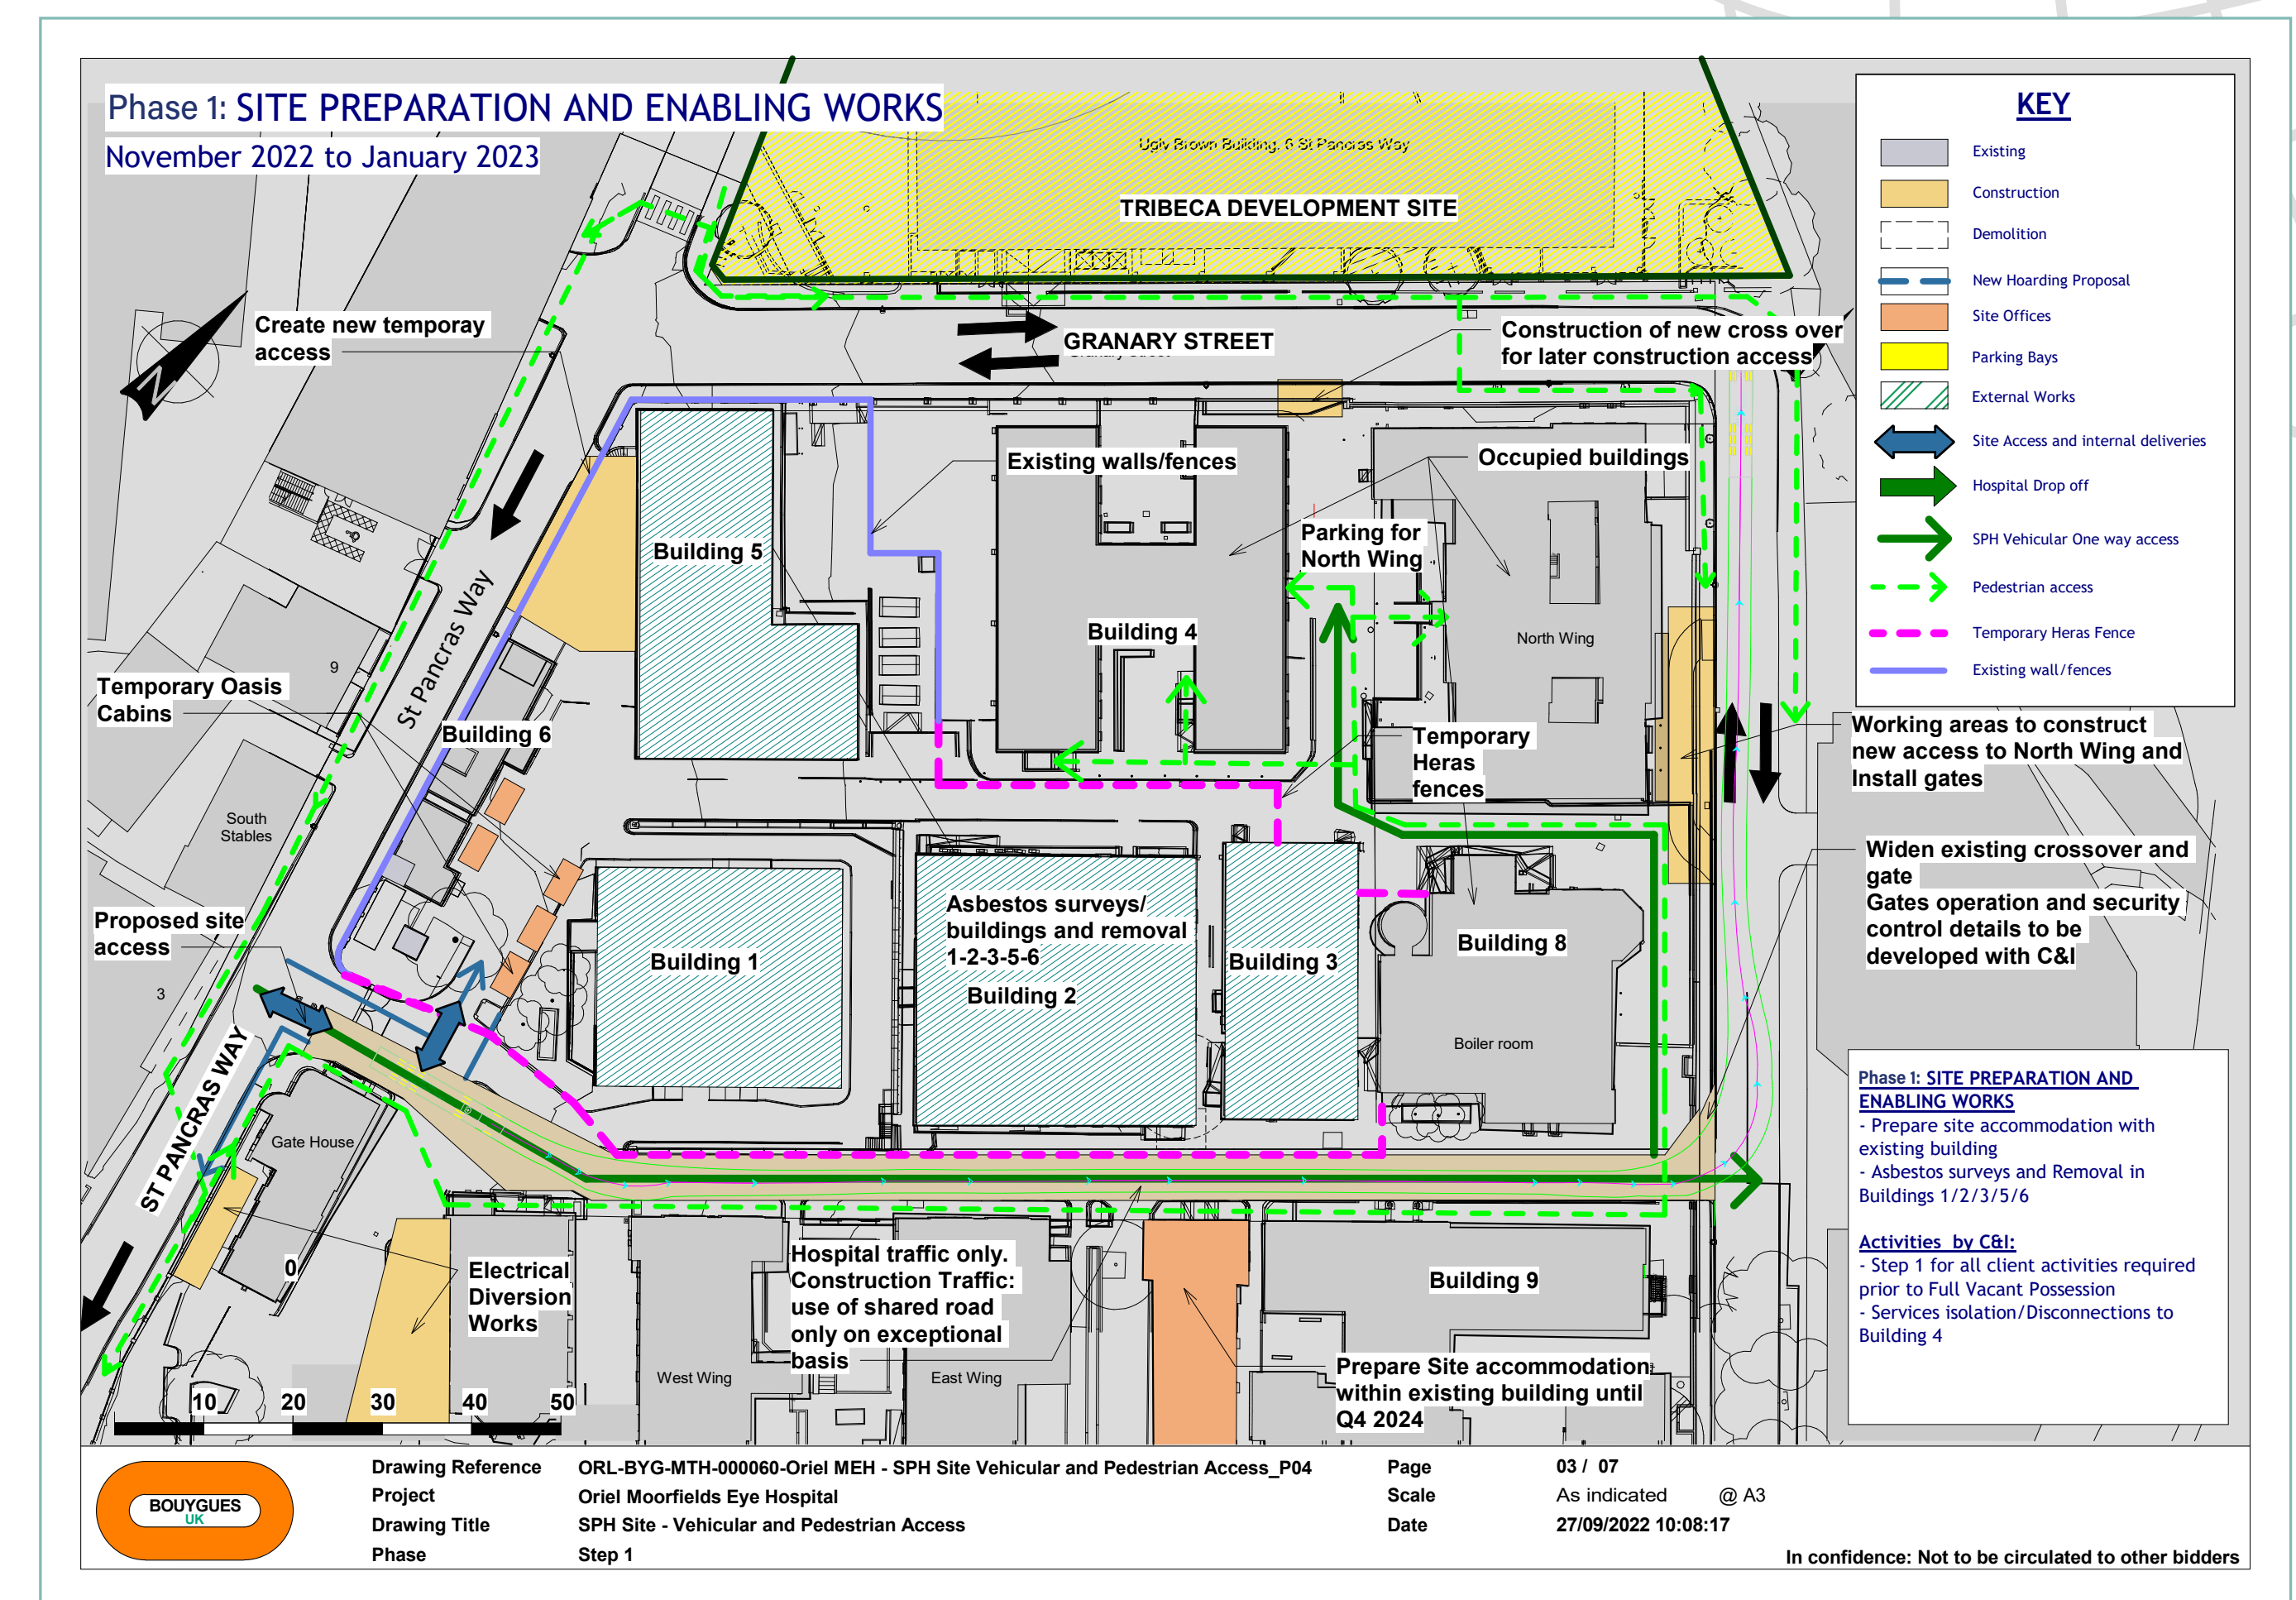 Phase 1: SITE PREPARATION AND ENABLING WORKS
November 2022 to January 2023
Ugly Brown Building, 6 St Pancras Way
TRIBECA DEVELOPMENT SITE
Create new temporay
access
GRANARY STREET
Granary Street
Construction of new cross over
for later construction access
N
Existing walls/fences
Occupied buildings
Building 5
Parking for
North Wing
St Pancras Way
Building 4
North Wing
9
Temporary Oasis
Cabins
Building 6
Temporary
Heras
fences
Working areas to construct
new access to North Wing and
Install gates
South
Stables
Widen existing crossover and
gate
Gates operation and security
control details to be
developed with C&I
Proposed site
access
Asbestos surveys/
buildings and removal
1-2-3-5-6
Building 1
Building 2
Building 3
Building 8
3
Boiler room
ST PANCRAS WAY
Gate House
Hospital traffic only.
Construction Traffic:
use of shared road
only on exceptional
basis
Electrical
Diversion
Works
Building 9
West Wing
East Wing
Prepare Site accommodation
within existing building until
Q4 2024
0
10
20
30
40
50
KEY
Existing
Construction
Demolition
New Hoarding Proposal
Site Offices
Parking Bays
External Works
Site Access and internal deliveries
Hospital Drop off
SPH Vehicular One way access
Pedestrian access
Temporary Heras Fence
Existing wall/fences
Phase 1: SITE PREPARATION AND
ENABLING WORKS
- Prepare site accommodation with
existing building
- Asbestos surveys and Removal in
Buildings 1/2/3/5/6
Activities by C&I:
- Step 1 for all client activities required
prior to Full Vacant Possession
- Services isolation/Disconnections to
Building 4
BOUYGUES
UK
Drawing Reference ORL-BYG-MTH-000060-Oriel MEH - SPH Site Vehicular and Pedestrian Access_P04
Project Oriel Moorfields Eye Hospital
Drawing Title SPH Site - Vehicular and Pedestrian Access
Phase Step 1
Page 03 / 07
Scale As indicated @ A3
Date 27/09/2022 10:08:17
In confidence: Not to be circulated to other bidders